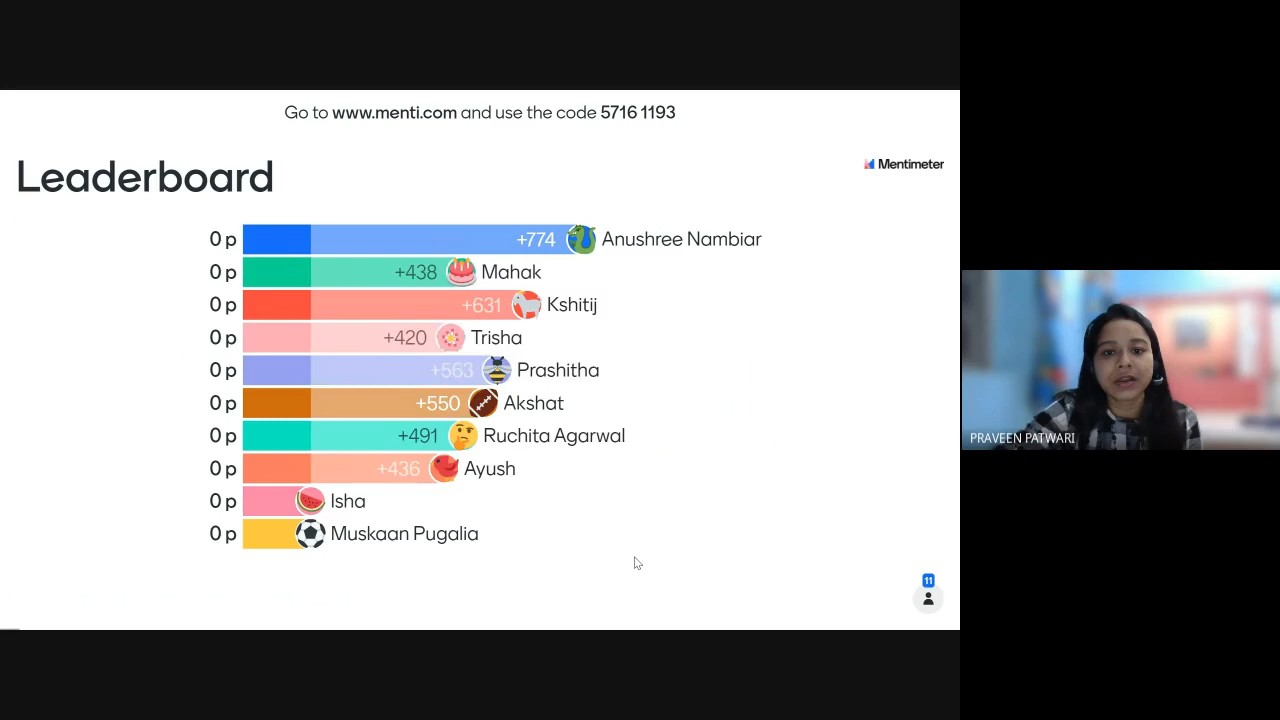 Go to www.menti.com and use the code 5716 1193
Leaderboard
Mentimeter
0 p +774 Anushree Nambiar
0 p +438 Mahak
0 p +631 Kshitij
0 p +420 Trisha
0 p +563 Prashitha
0 p +550 Akshat
0 p +491 Ruchita Agarwal
0 p +436 Ayush
0 p Isha
0 p Muskaan Pugalia
11
PRAVEEN PATWARI